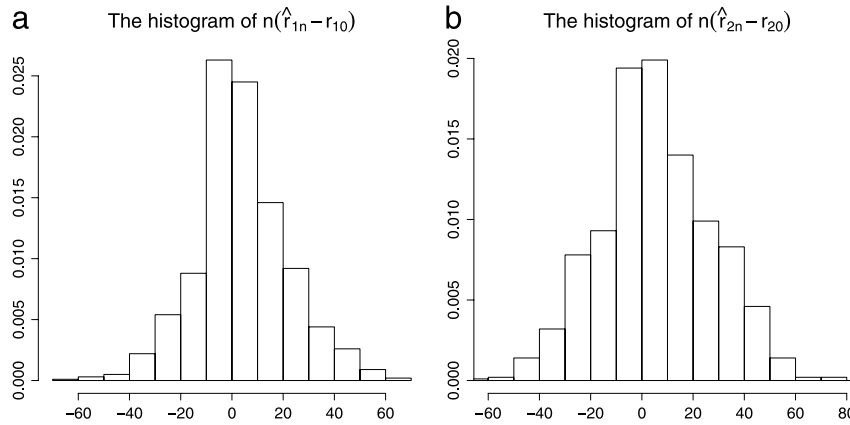 a
The histogram of n(r̂₁ₙ − r₁₀)
0.025
0.020
0.015
0.010
0.005
0.000
−60 −40 −20 0 20 40 60
b
The histogram of n(r̂₂ₙ − r₂₀)
0.020
0.015
0.010
0.005
0.000
−60 −40 −20 0 20 40 60 80